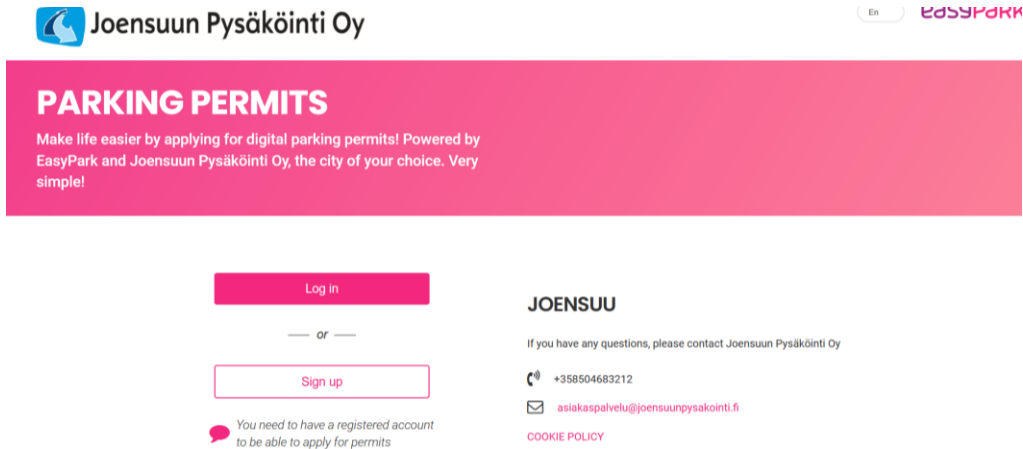 Joensuun Pysäköinti Oy
En
easyPark
PARKING PERMITS
Make life easier by applying for digital parking permits! Powered by
EasyPark and Joensuun Pysäköinti Oy, the city of your choice. Very
simple!
Log in
or
Sign up
You need to have a registered account
to be able to apply for permits
JOENSUU
If you have any questions, please contact Joensuun Pysäköinti Oy
+358504683212
asiakaspalvelu@joensuunpysakointi.fi
COOKIE POLICY